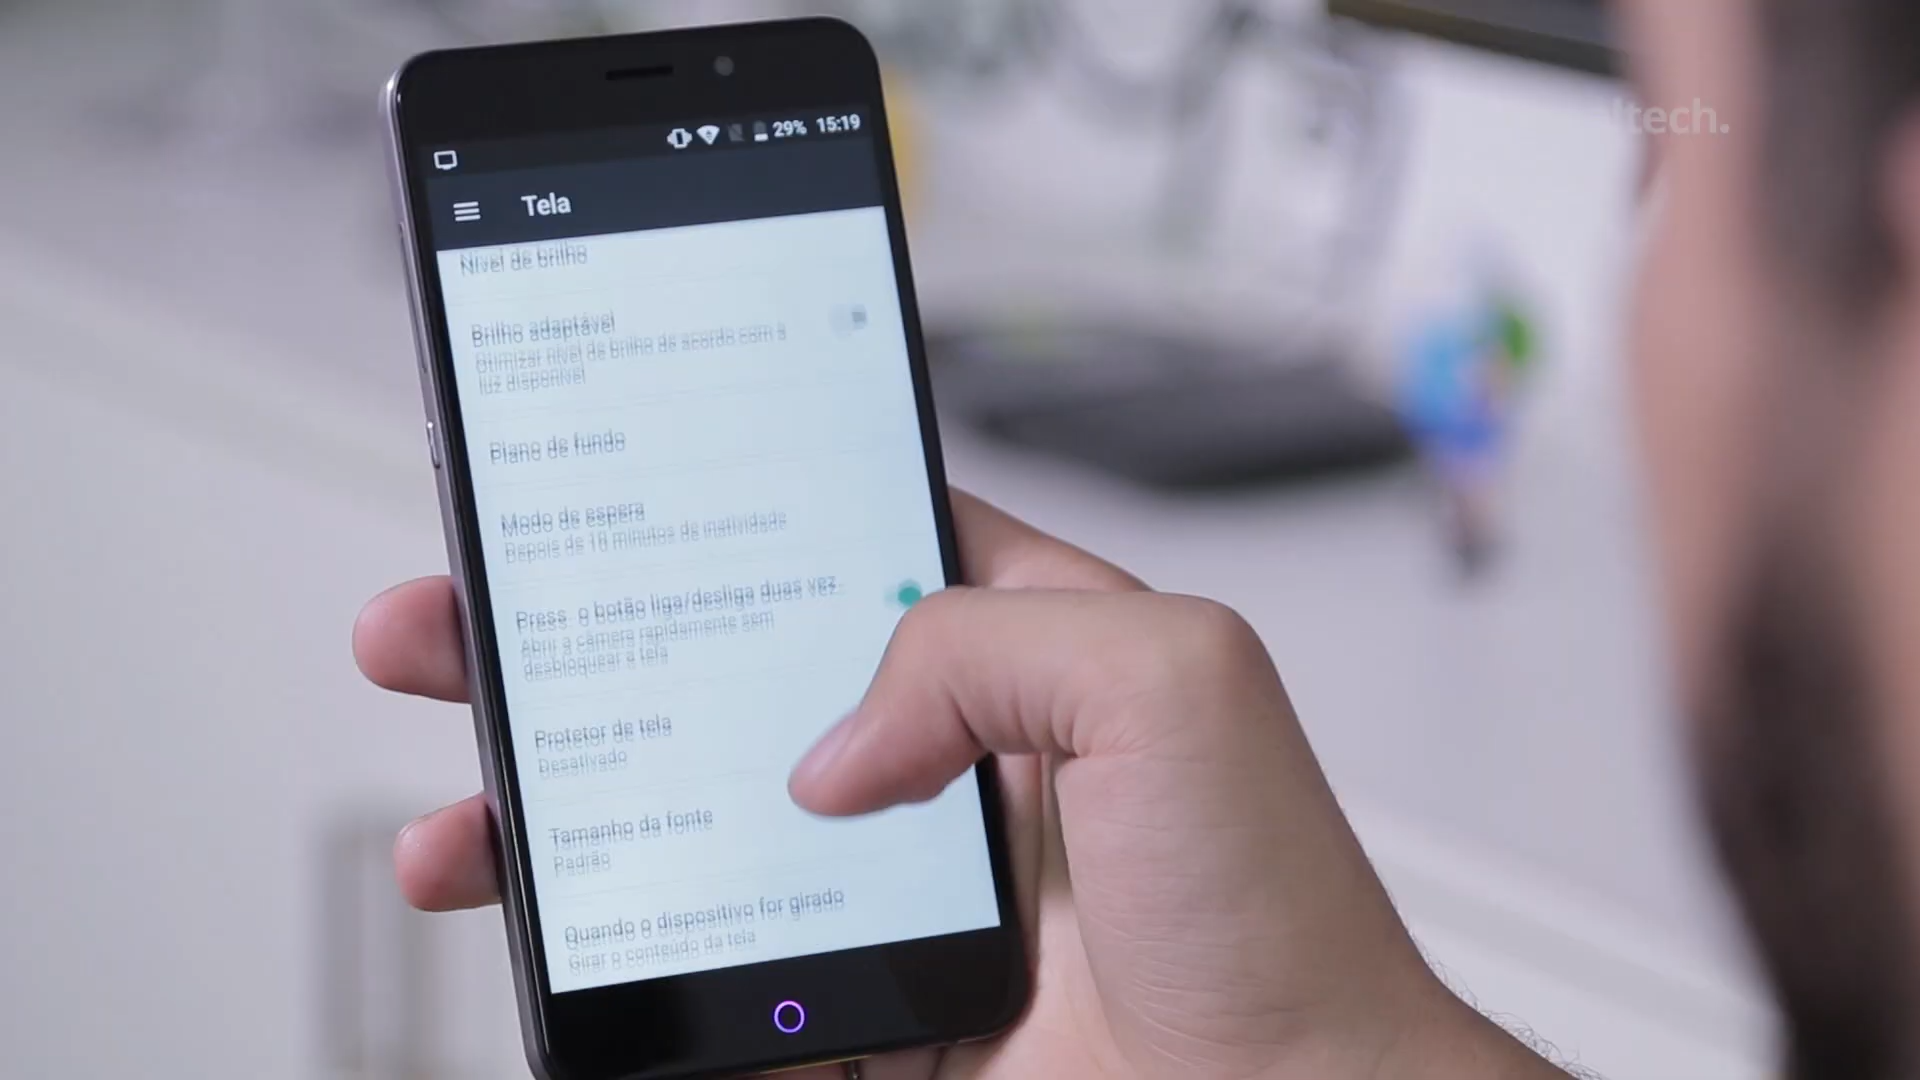 ltech.
29% 15:19
Tela
Nível de brilho
Brilho adaptável
Otimizar nível de brilho de acordo com a
luz disponível
Plano de fundo
Modo de espera
Depois de 10 minutos de inatividade
Press. o botão liga/desliga duas vez..
Abrir a câmera rapidamente sem
desbloquear a tela
Protetor de tela
Desativado
Tamanho da fonte
Padrão
Quando o dispositivo for girado
Girar o conteúdo da tela